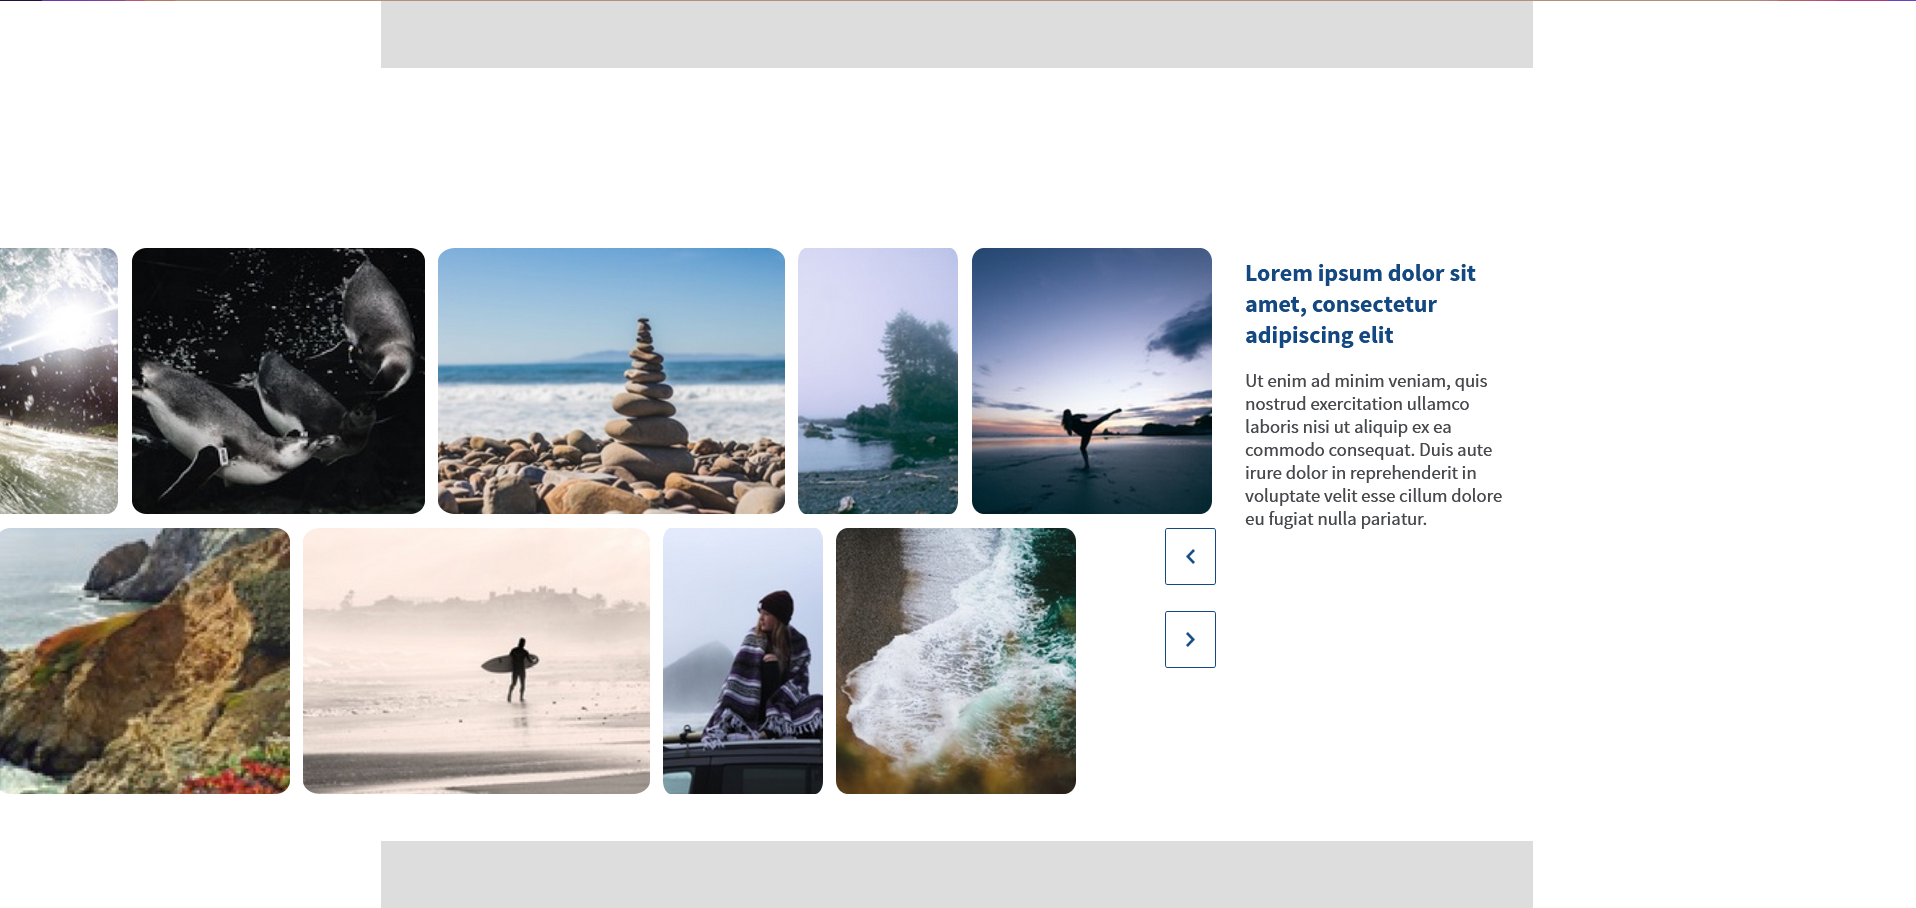 Lorem ipsum dolor sit
amet, consectetur
adipiscing elit
Ut enim ad minim veniam, quis
nostrud exercitation ullamco
laboris nisi ut aliquip ex ea
commodo consequat. Duis aute
irure dolor in reprehenderit in
voluptate velit esse cillum dolore
eu fugiat nulla pariatur.